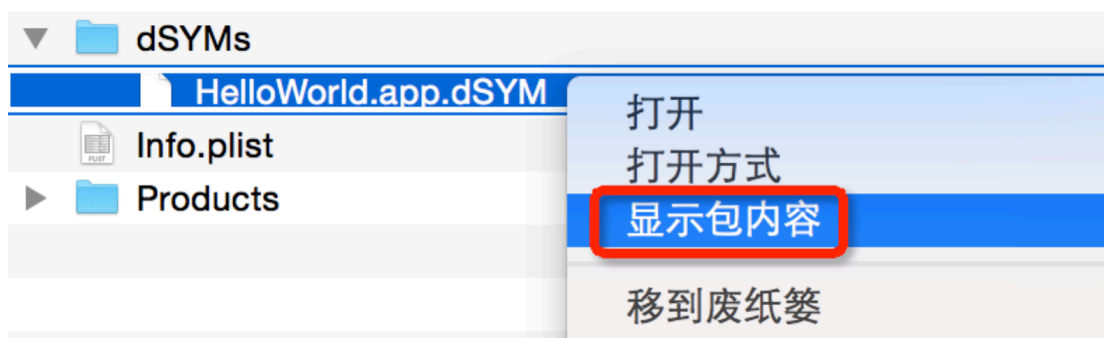 dSYMs
HelloWorld.app.dSYM
Info.plist
Products
打开
打开方式
显示包内容
移到废纸篓